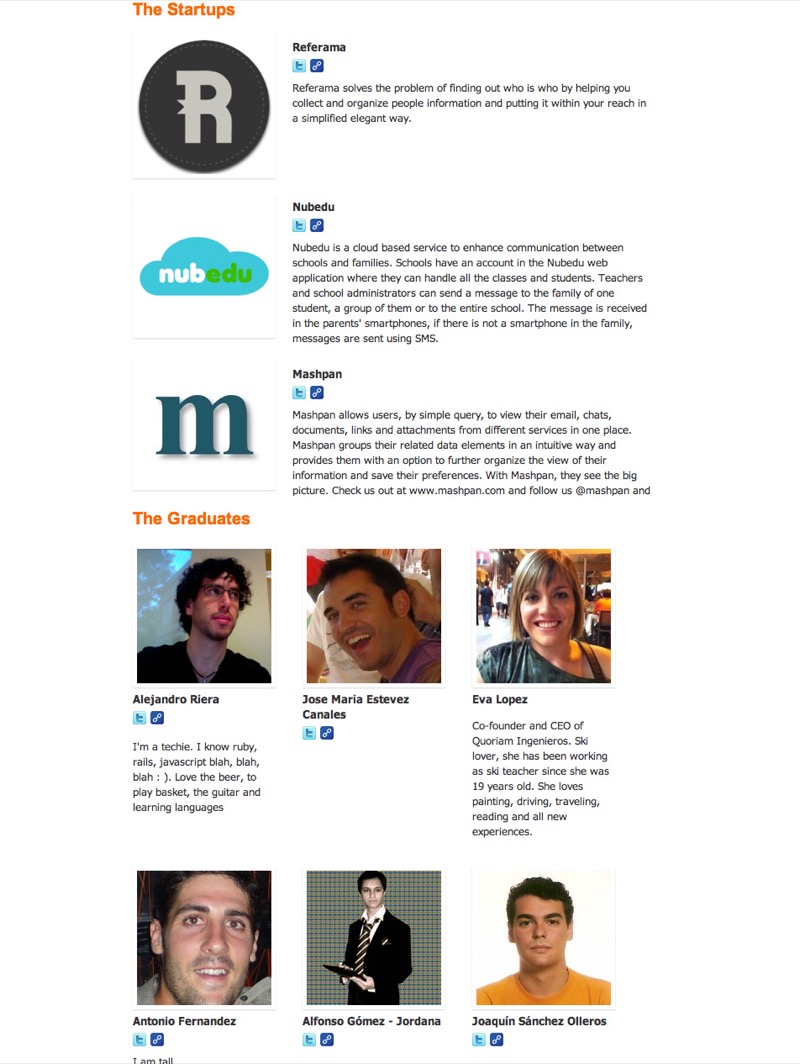 The Startups
R
Referama
Referama solves the problem of finding out who is who by helping you
collect and organize people information and putting it within your reach in
a simplified elegant way.
nubedu
Nubedu
Nubedu is a cloud based service to enhance communication between
schools and families. Schools have an account in the Nubedu web
application where they can handle all the classes and students. Teachers
and school administrators can send a message to the family of one
student, a group of them or to the entire school. The message is received
in the parents' smartphones, if there is not a smartphone in the family,
messages are sent using SMS.
m
Mashpan
Mashpan allows users, by simple query, to view their email, chats,
documents, links and attachments from different services in one place.
Mashpan groups their related data elements in an intuitive way and
provides them with an option to further organize the view of their
information and save their preferences. With Mashpan, they see the big
picture. Check us out at www.mashpan.com and follow us @mashpan and
The Graduates
Alejandro Riera
I'm a techie. I know ruby,
rails, javascript blah, blah,
blah : ). Love the beer, to
play basket, the guitar and
learning languages
Jose Maria Estevez
Canales
Eva Lopez
Co-founder and CEO of
Quoriam Ingenieros. Ski
lover, she has been working
as ski teacher since she was
19 years old. She loves
painting, driving, traveling,
reading and all new
experiences.
Antonio Fernandez
I am tall
Alfonso Gómez - Jordana
Joaquín Sánchez Olleros